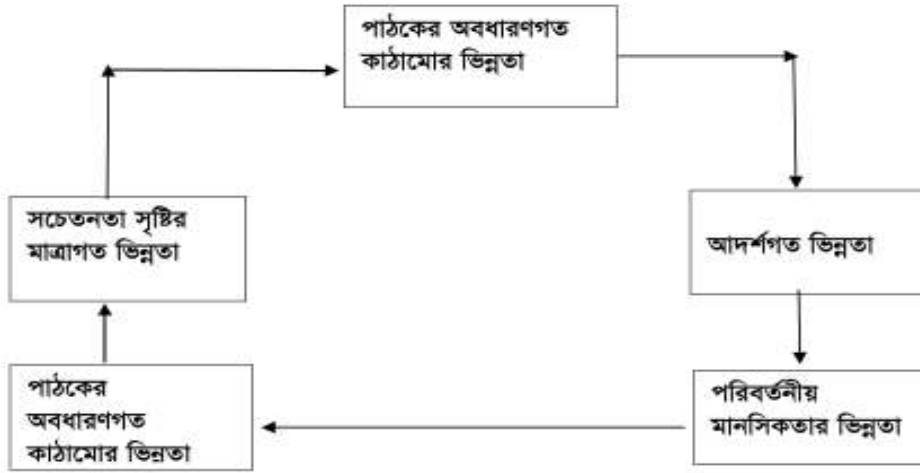 পাঠকের অবধারণগত
কাঠামোর ভিন্নতা
সচেতনতা সৃষ্টির
মাত্রাগত ভিন্নতা
আদর্শগত ভিন্নতা
পাঠকের
অবধারণগত
কাঠামোর ভিন্নতা
পরিবর্তনীয়
মানসিকতার ভিন্নতা